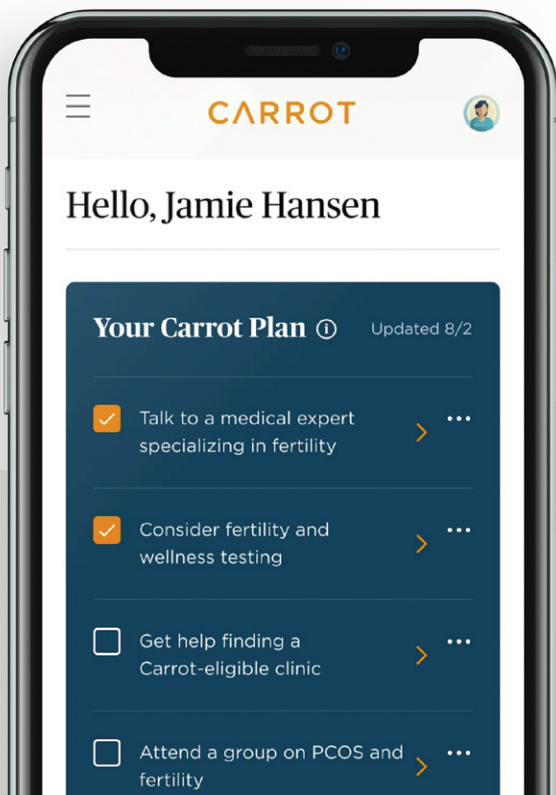 CARROT
Hello, Jamie Hansen
Your Carrot Plan
Updated 8/2
Talk to a medical expert
specializing in fertility
Consider fertility and
wellness testing
Get help finding a
Carrot-eligible clinic
Attend a group on PCOS and
fertility